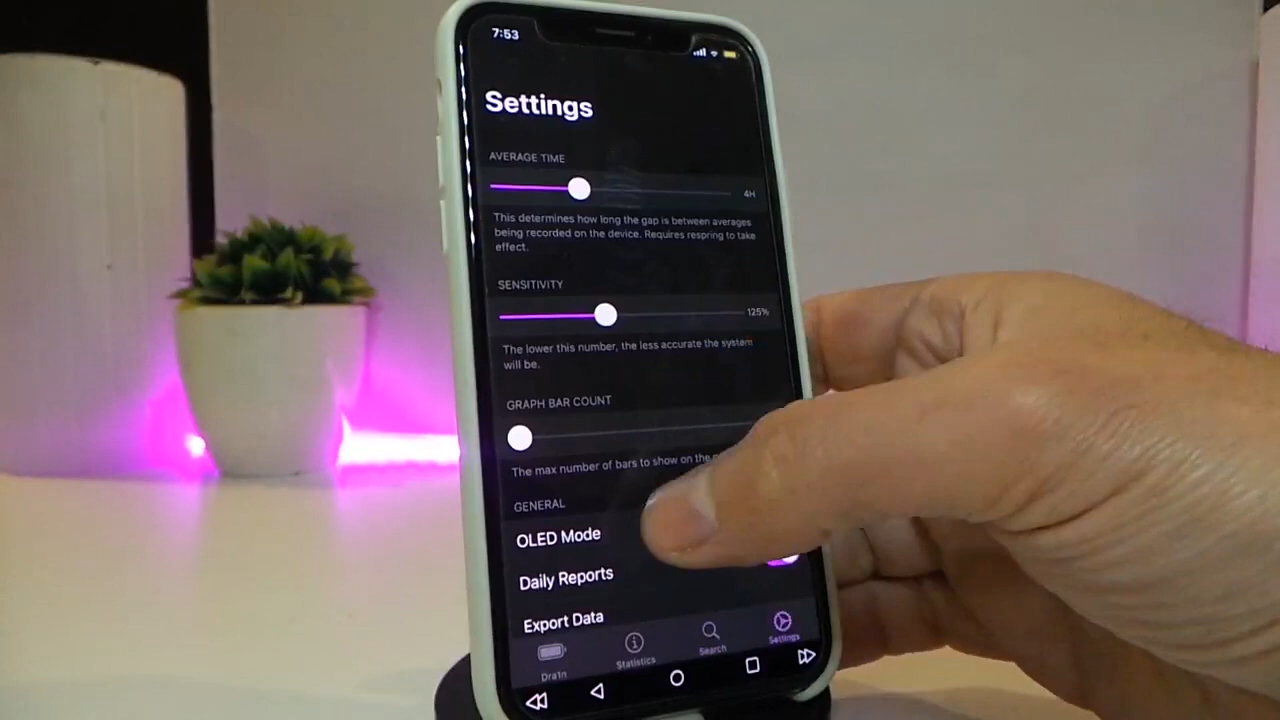 7:53
Settings
AVERAGE TIME
4H
This determines how long the gap is between averages
being recorded on the device. Requires respring to take
effect.
SENSITIVITY
125%
The lower this number, the less accurate the system
will be.
GRAPH BAR COUNT
The max number of bars to show on the
GENERAL
OLED Mode
Daily Reports
Export Data
Dra1n
Statistics
Search
Settings